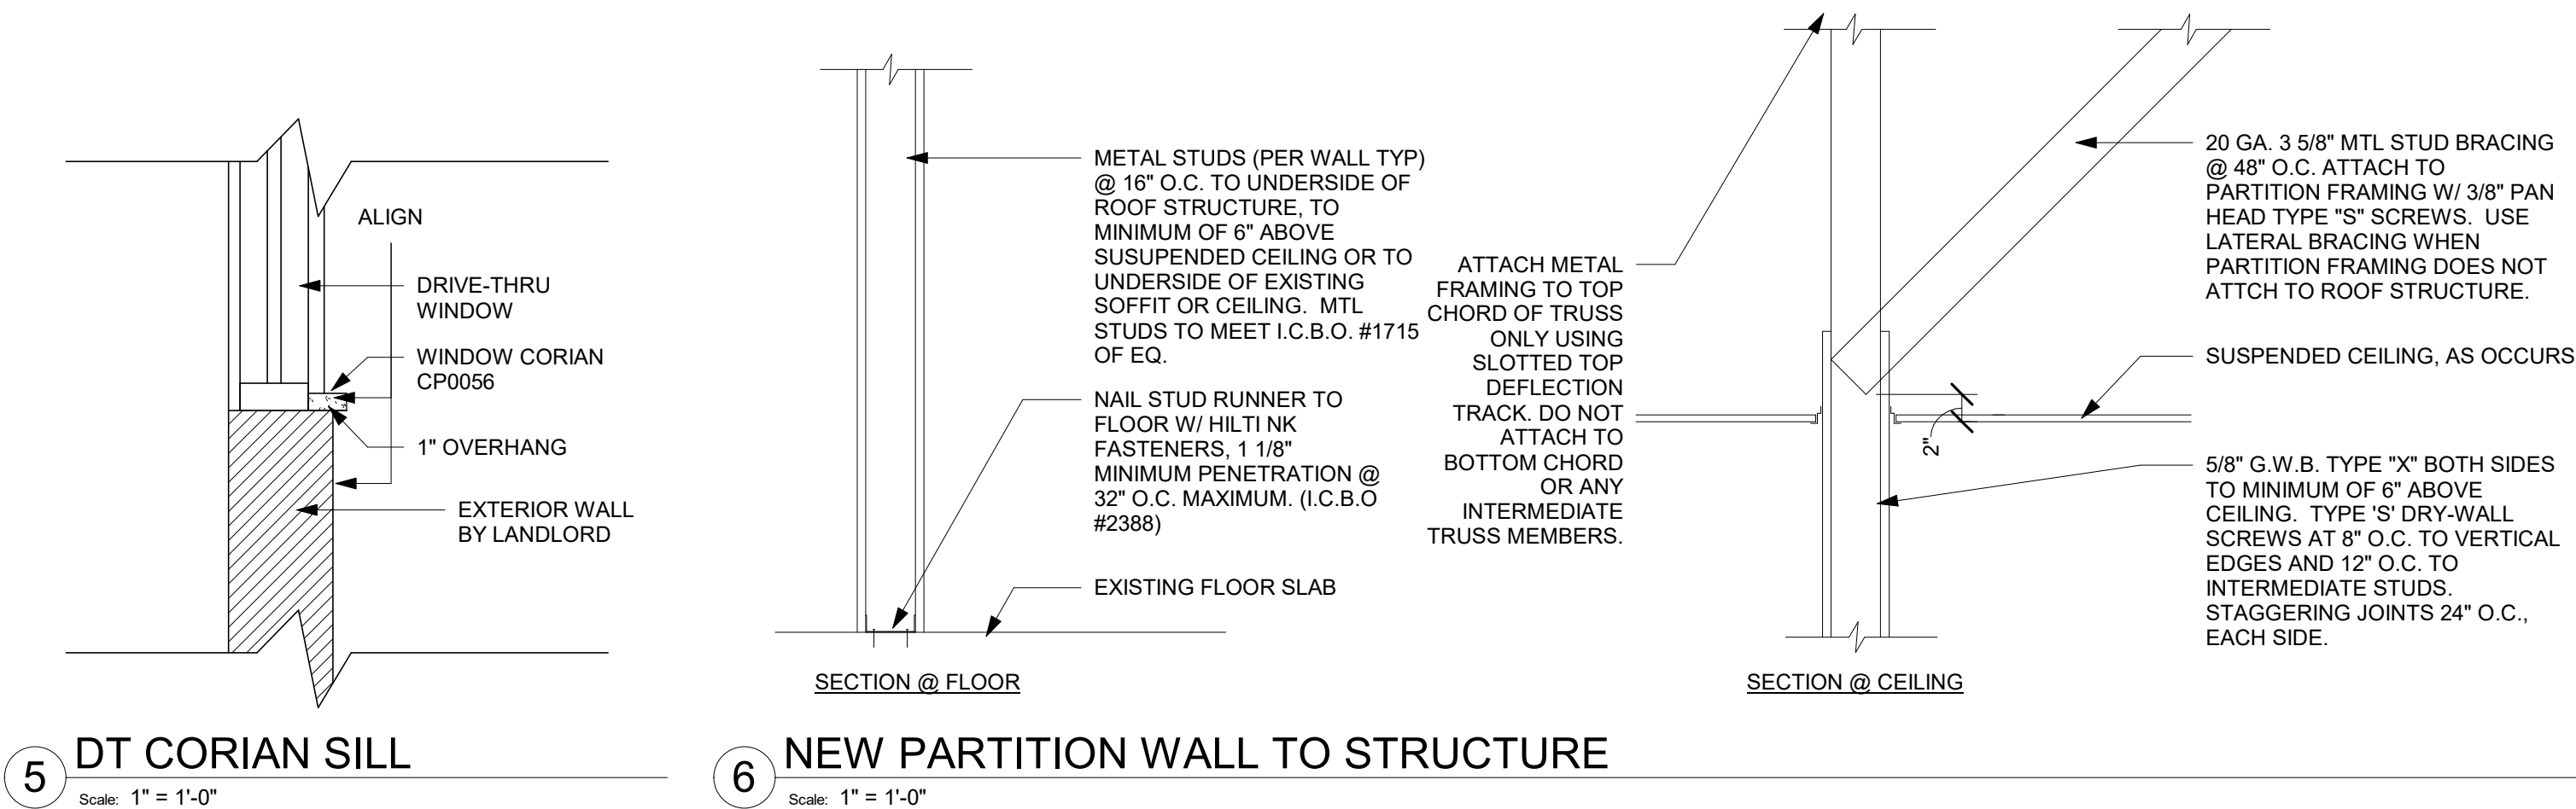 ALIGN
DRIVE-THRU
WINDOW
WINDOW CORIAN
CP0056
1" OVERHANG
EXTERIOR WALL
BY LANDLORD
5
DT CORIAN SILL
Scale: 1" = 1'-0"
METAL STUDS (PER WALL TYP)
@ 16" O.C. TO UNDERSIDE OF
ROOF STRUCTURE, TO
MINIMUM OF 6" ABOVE
SUSUPENDED CEILING OR TO
UNDERSIDE OF EXISTING
SOFFIT OR CEILING. MTL
STUDS TO MEET I.C.B.O. #1715
OF EQ.
NAIL STUD RUNNER TO
FLOOR W/ HILTI NK
FASTENERS, 1 1/8"
MINIMUM PENETRATION @
32" O.C. MAXIMUM. (I.C.B.O
#2388)
EXISTING FLOOR SLAB
SECTION @ FLOOR
ATTACH METAL
FRAMING TO TOP
CHORD OF TRUSS
ONLY USING
SLOTTED TOP
DEFLECTION
TRACK. DO NOT
ATTACH TO
BOTTOM CHORD
OR ANY
INTERMEDIATE
TRUSS MEMBERS.
20 GA. 3 5/8" MTL STUD BRACING
@ 48" O.C. ATTACH TO
PARTITION FRAMING W/ 3/8" PAN
HEAD TYPE "S" SCREWS. USE
LATERAL BRACING WHEN
PARTITION FRAMING DOES NOT
ATTCH TO ROOF STRUCTURE.
SUSPENDED CEILING, AS OCCURS
2"
5/8" G.W.B. TYPE "X" BOTH SIDES
TO MINIMUM OF 6" ABOVE
CEILING. TYPE 'S' DRY-WALL
SCREWS AT 8" O.C. TO VERTICAL
EDGES AND 12" O.C. TO
INTERMEDIATE STUDS.
STAGGERING JOINTS 24" O.C.,
EACH SIDE.
SECTION @ CEILING
6
NEW PARTITION WALL TO STRUCTURE
Scale: 1" = 1'-0"